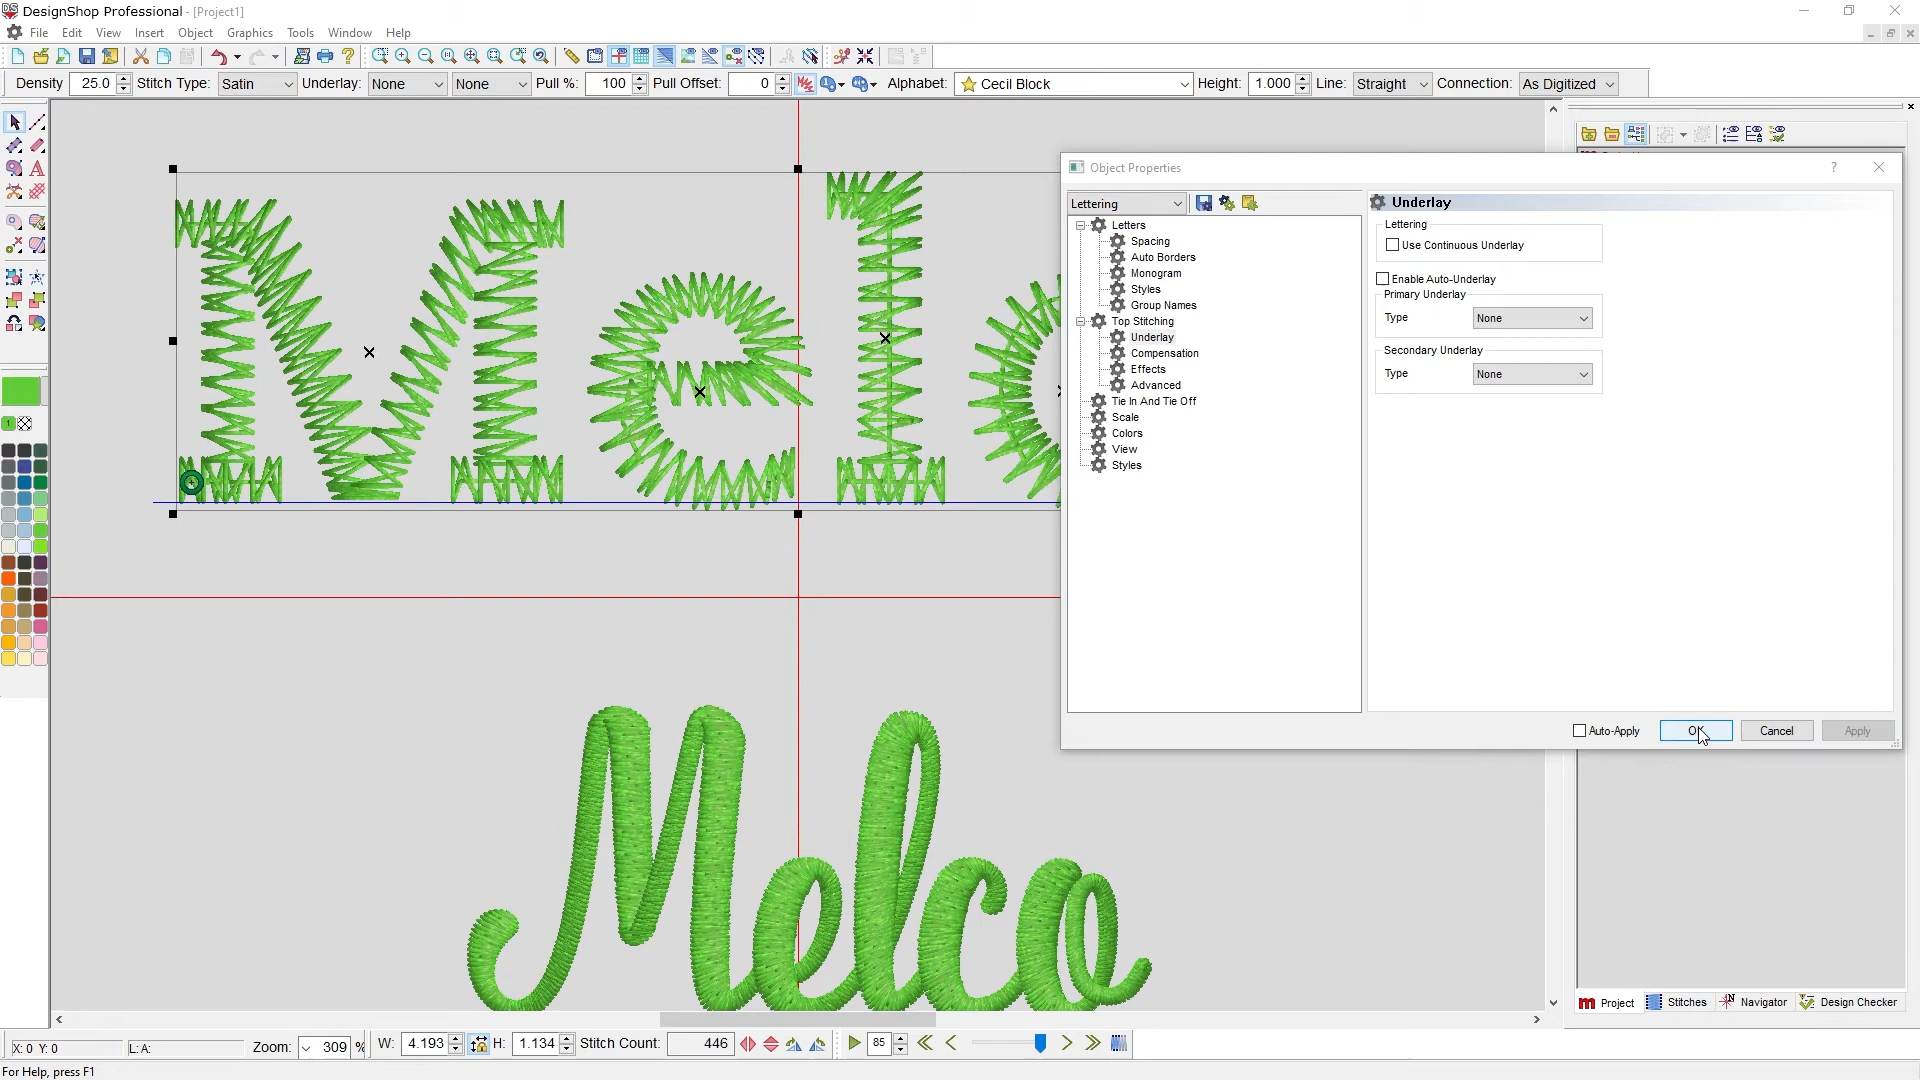 DesignShop Professional - [Project1]
File Edit View Insert Object Graphics Tools Window Help
Density 25.0 Stitch Type: Satin Underlay: None None Pull %: 100 Pull Offset: 0 Alphabet: Cecil Block Height: 1.000 Line: Straight Connection: As Digitized
Object Properties
Lettering
Letters
Spacing
Auto Borders
Monogram
Styles
Group Names
Top Stitching
Underlay
Compensation
Effects
Advanced
Tie In And Tie Off
Scale
Colors
View
Styles
Underlay
Lettering
Use Continuous Underlay
Enable Auto-Underlay
Primary Underlay
Type None
Secondary Underlay
Type None
Auto-Apply OK Cancel Apply
Mel
Melco
1
Project Stitches Navigator Design Checker
X: 0 Y: 0 L: A: Zoom: 309 % W: 4.193 H: 1.134 Stitch Count: 446 85
For Help, press F1